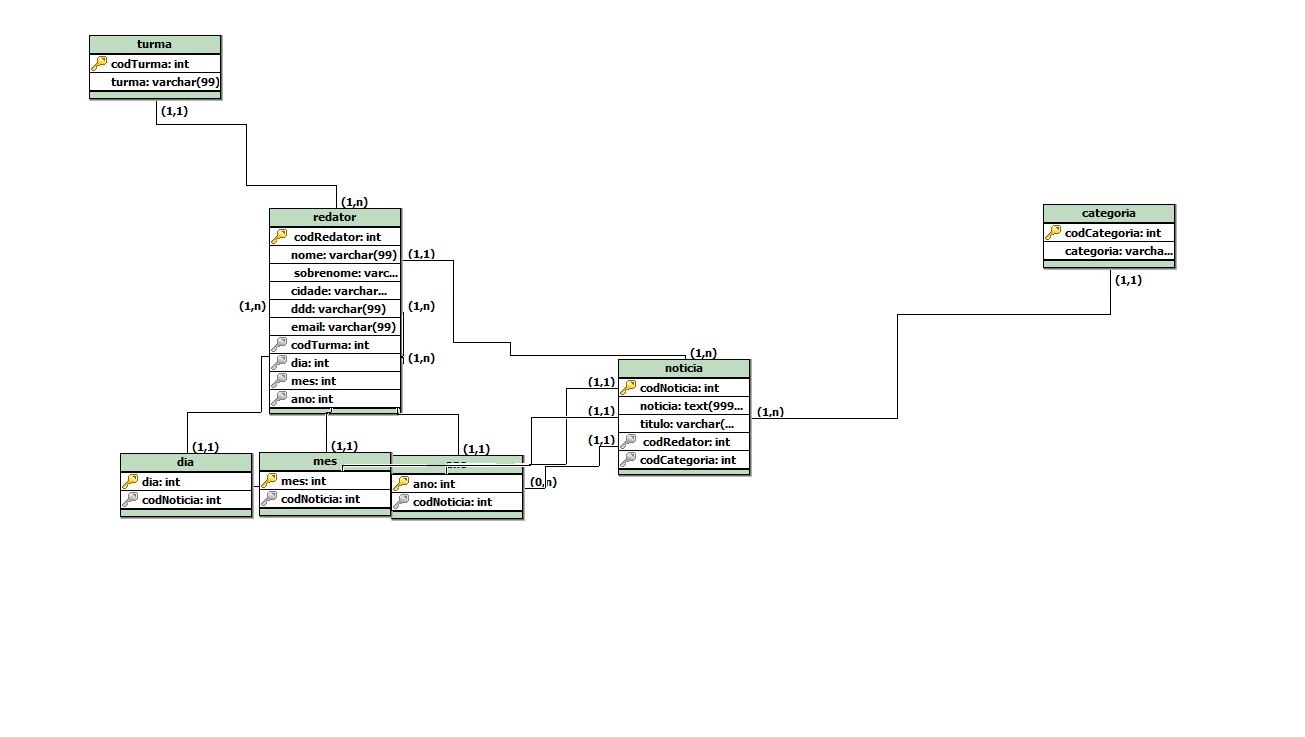 turma
codTurma: int
turma: varchar(99)
(1,1)
(1,n)
redator
codRedator: int
nome: varchar(99)
sobrenome: varc...
cidade: varchar...
ddd: varchar(99)
email: varchar(99)
codTurma: int
dia: int
mes: int
ano: int
(1,1)
(1,n)
(1,n)
(1,n)
categoria
codCategoria: int
categoria: varcha...
(1,1)
(1,n)
noticia
codNoticia: int
noticia: text(999...
titulo: varchar(...
codRedator: int
codCategoria: int
(1,1)
(1,1)
(1,1)
(1,n)
(1,1)
dia
dia: int
codNoticia: int
(1,1)
mes
mes: int
codNoticia: int
(1,1)
ano: int
codNoticia: int
(0,n)